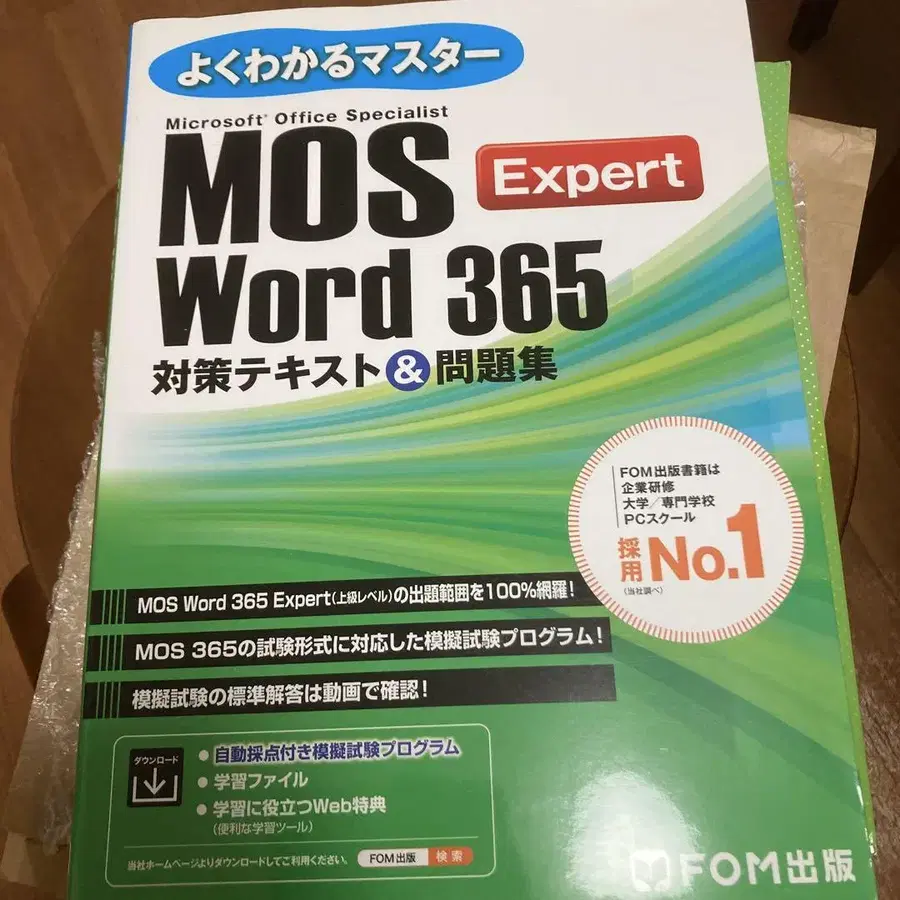 よくわかるマスター
Microsoft® Office Specialist
MOS Expert
Word 365
対策テキスト&問題集
FOM出版書籍は
企業研修
大学/専門学校
PCスクール
採用 No.1
(当社調べ)
MOS Word 365 Expert(上級レベル)の出題範囲を100%網羅!
MOS 365の試験形式に対応した模擬試験プログラム!
模擬試験の標準解答は動画で確認!
ダウンロード
● 自動採点付き模擬試験プログラム
● 学習ファイル
● 学習に役立つWeb特典
(便利な学習ツール)
当社ホームページよりダウンロードしてご利用ください。 FOM出版 検索
FOM出版